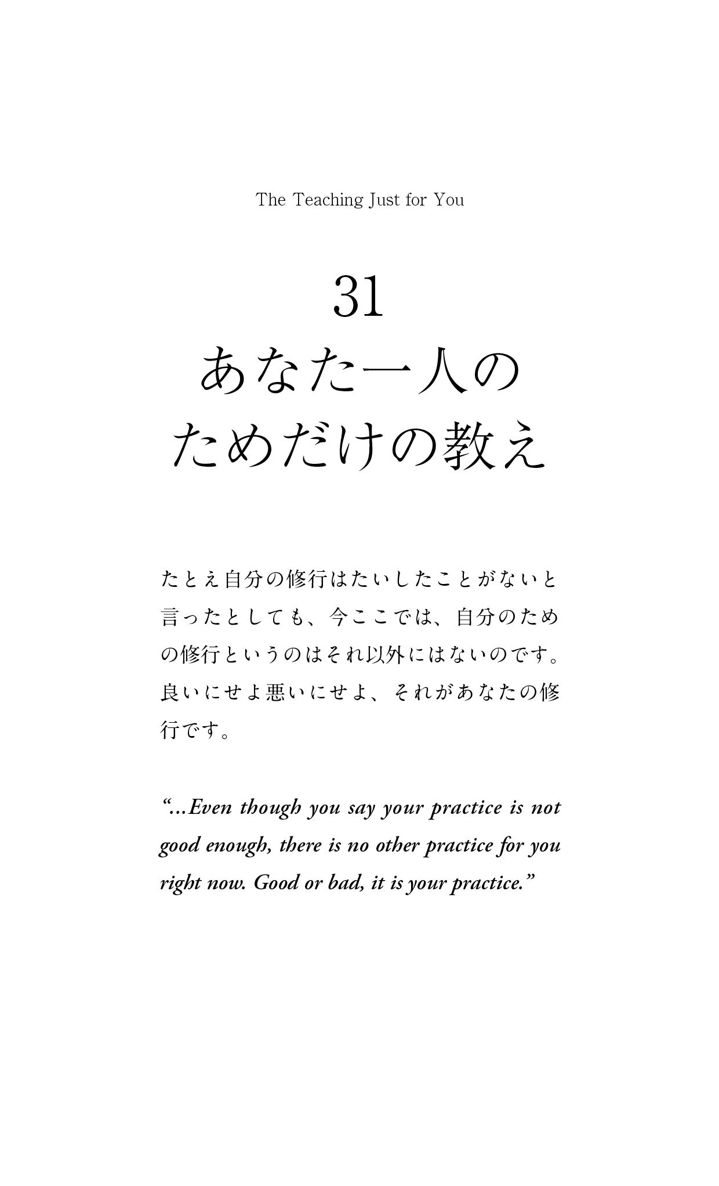 The Teaching Just for You
31
あなた一人の
ためだけの教え
たとえ自分の修行はたいしたことがないと
言ったとしても、今ここでは、自分のため
の修行というのはそれ以外にはないのです。
良いにせよ悪いにせよ、それがあなたの修
行です。
“…Even though you say your practice is not
good enough, there is no other practice for you
right now. Good or bad, it is your practice.”